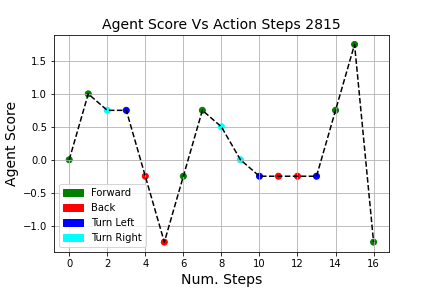 Agent Score Vs Action Steps 2815
Agent Score
1.5
1.0
0.5
0.0
−0.5
−1.0
Forward
Back
Turn Left
Turn Right
0 2 4 6 8 10 12 14 16
Num. Steps